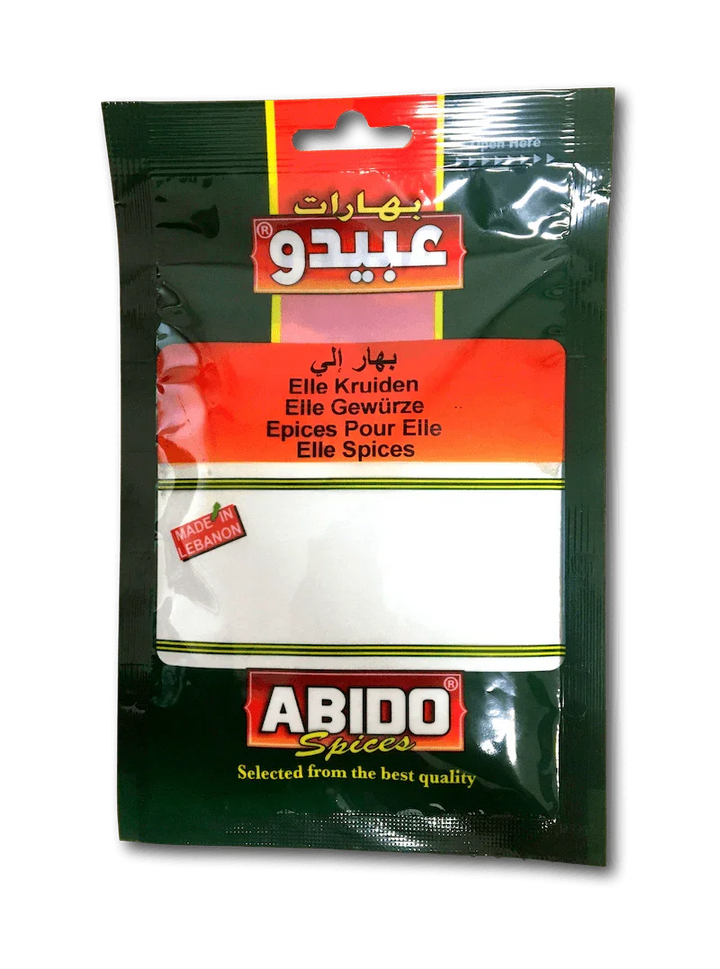 Open Here
بهارات
عبيدو ®
بهار إلي
Elle Kruiden
Elle Gewürze
Epices Pour Elle
Elle Spices
MADE IN
LEBANON
ABIDO ®
Spices
Selected from the best quality